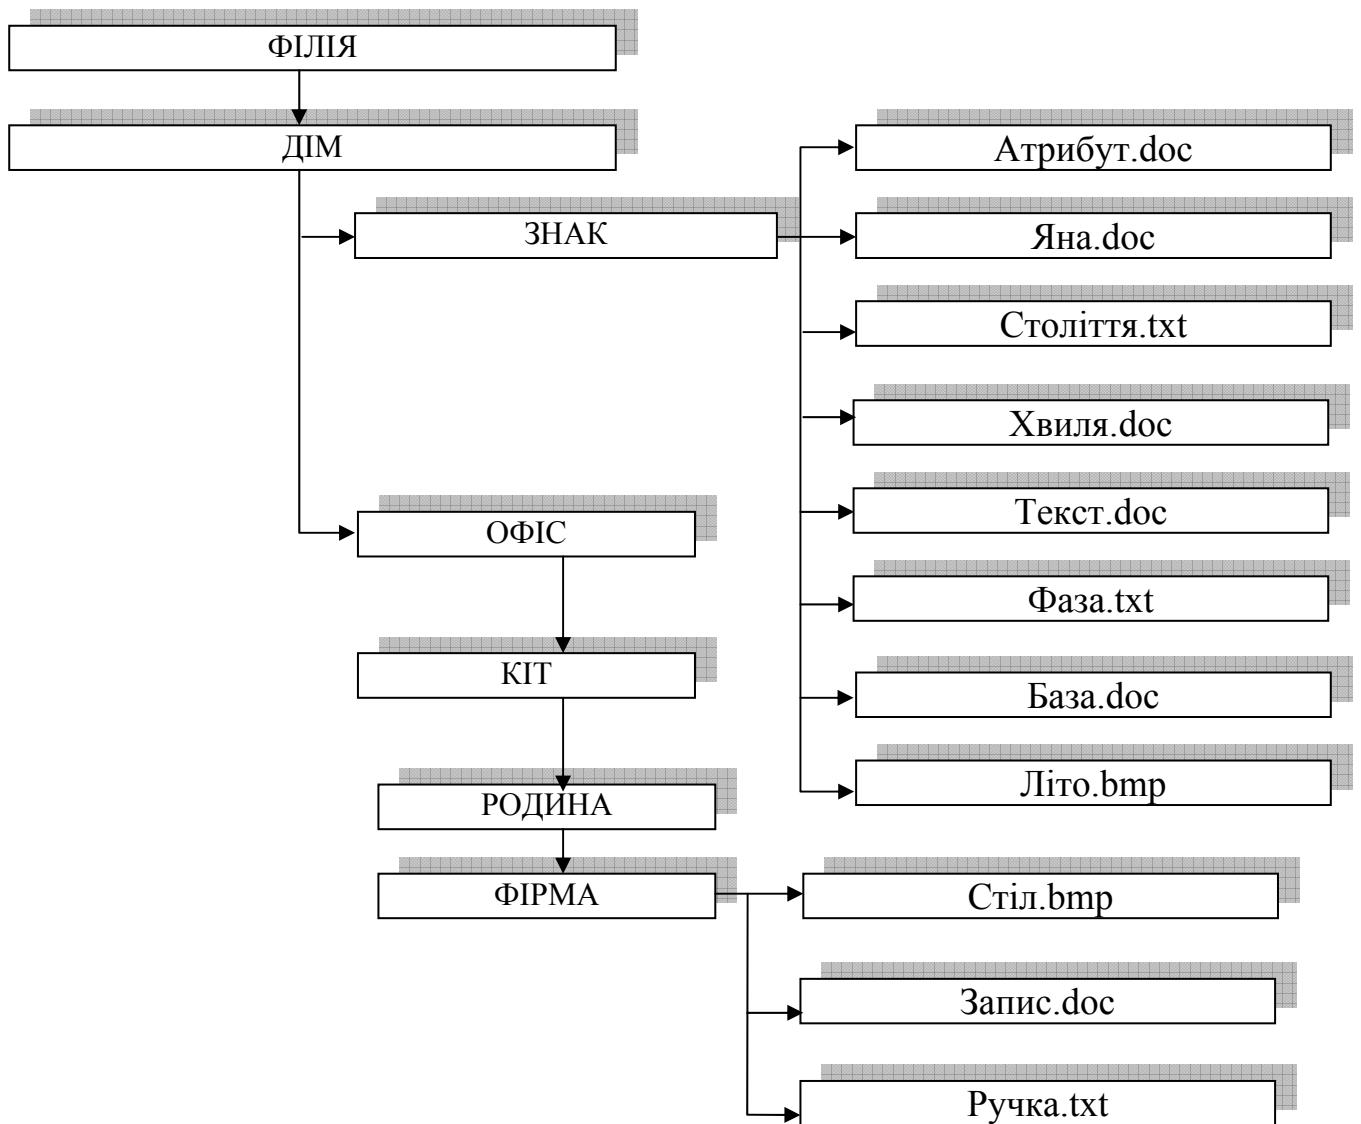 ФІЛІЯ
ДІМ
ЗНАК
Атрибут.doc
Яна.doc
Століття.txt
Хвиля.doc
Текст.doc
Фаза.txt
База.doc
Літо.bmp
ОФІС
КІТ
РОДИНА
ФІРМА
Стіл.bmp
Запис.doc
Ручка.txt